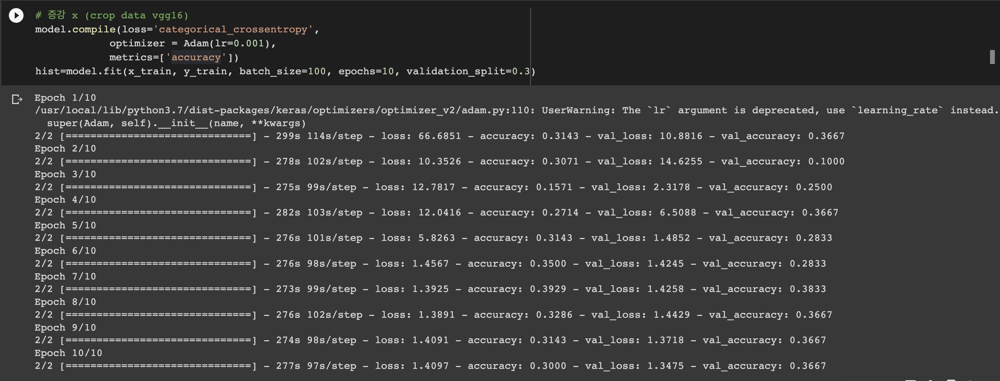 # 증강 x (crop data vgg16)
model.compile(loss='categorical_crossentropy',
            optimizer = Adam(lr=0.001),
            metrics=['accuracy'])
hist=model.fit(x_train, y_train, batch_size=100, epochs=10, validation_split=0.3)
Epoch 1/10
/usr/local/lib/python3.7/dist-packages/keras/optimizers/optimizer_v2/adam.py:110: UserWarning: The `lr` argument is deprecated, use `learning_rate` instead.
  super(Adam, self).__init__(name, **kwargs)
2/2 [==============================] - 299s 114s/step - loss: 66.6851 - accuracy: 0.3143 - val_loss: 10.8816 - val_accuracy: 0.3667
Epoch 2/10
2/2 [==============================] - 278s 102s/step - loss: 10.3526 - accuracy: 0.3071 - val_loss: 14.6255 - val_accuracy: 0.1000
Epoch 3/10
2/2 [==============================] - 275s 99s/step - loss: 12.7817 - accuracy: 0.1571 - val_loss: 2.3178 - val_accuracy: 0.2500
Epoch 4/10
2/2 [==============================] - 282s 103s/step - loss: 12.0416 - accuracy: 0.2714 - val_loss: 6.5088 - val_accuracy: 0.3667
Epoch 5/10
2/2 [==============================] - 276s 101s/step - loss: 5.8263 - accuracy: 0.3143 - val_loss: 1.4852 - val_accuracy: 0.2833
Epoch 6/10
2/2 [==============================] - 276s 98s/step - loss: 1.4567 - accuracy: 0.3500 - val_loss: 1.4245 - val_accuracy: 0.2833
Epoch 7/10
2/2 [==============================] - 273s 99s/step - loss: 1.3925 - accuracy: 0.3929 - val_loss: 1.4258 - val_accuracy: 0.3833
Epoch 8/10
2/2 [==============================] - 276s 102s/step - loss: 1.3891 - accuracy: 0.3286 - val_loss: 1.4429 - val_accuracy: 0.3667
Epoch 9/10
2/2 [==============================] - 274s 98s/step - loss: 1.4091 - accuracy: 0.3143 - val_loss: 1.3718 - val_accuracy: 0.3667
Epoch 10/10
2/2 [==============================] - 277s 97s/step - loss: 1.4097 - accuracy: 0.3000 - val_loss: 1.3475 - val_accuracy: 0.3667